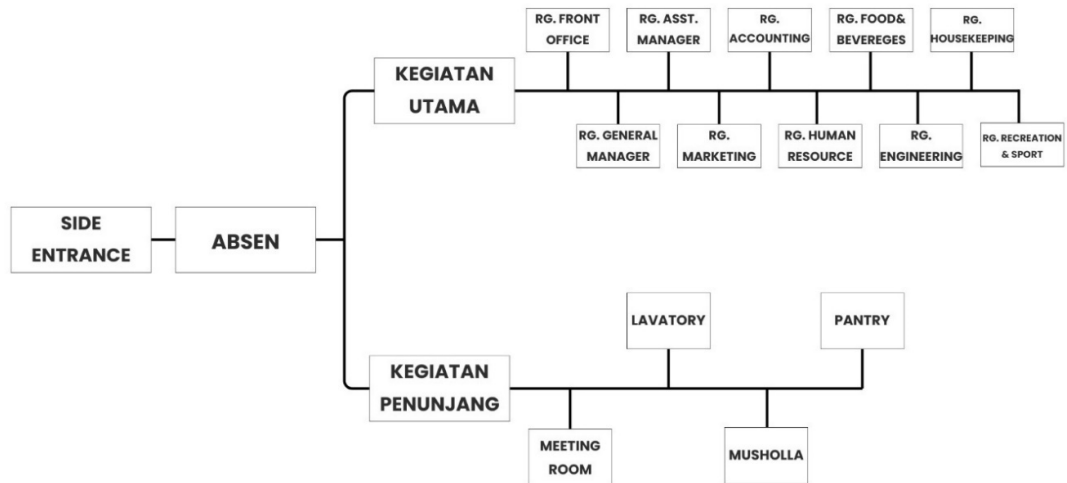 RG. FRONT
OFFICE
RG. ASST.
MANAGER
RG.
ACCOUNTING
RG. FOOD&
BEVEREGES
RG.
HOUSEKEEPING
KEGIATAN
UTAMA
RG. GENERAL
MANAGER
RG.
MARKETING
RG. HUMAN
RESOURCE
RG.
ENGINEERING
RG. RECREATION
& SPORT
SIDE
ENTRANCE
ABSEN
LAVATORY
PANTRY
KEGIATAN
PENUNJANG
MEETING
ROOM
MUSHOLLA